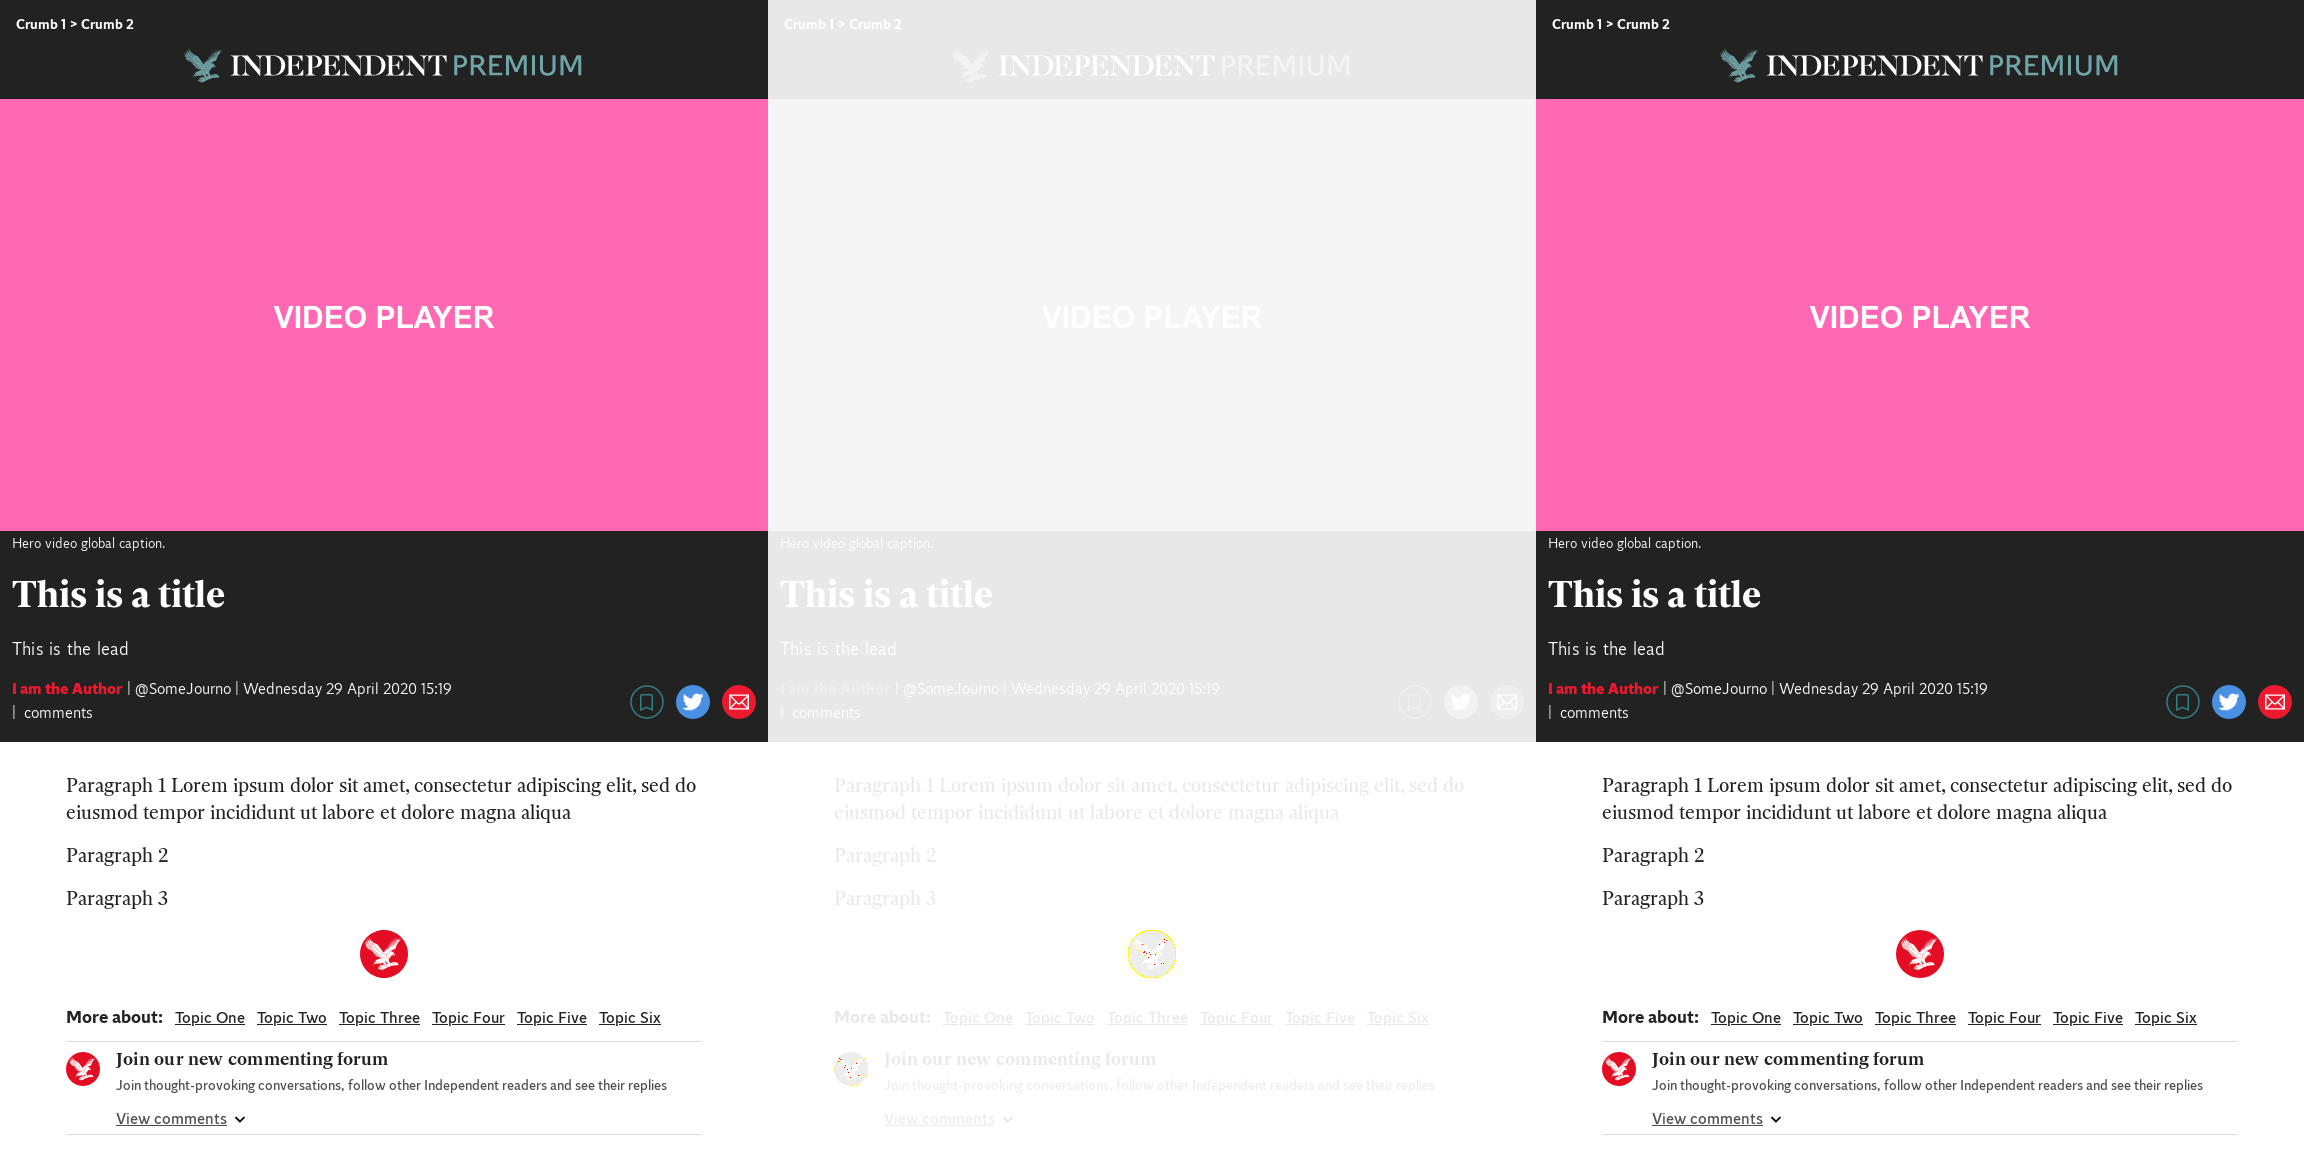 Crumb 1 > Crumb 2
INDEPENDENT PREMIUM
VIDEO PLAYER
Hero video global caption.
This is a title
This is the lead
I am the Author | @SomeJourno | Wednesday 29 April 2020 15:19
| comments
Paragraph 1 Lorem ipsum dolor sit amet, consectetur adipiscing elit, sed do
eiusmod tempor incididunt ut labore et dolore magna aliqua
Paragraph 2
Paragraph 3
More about: Topic One Topic Two Topic Three Topic Four Topic Five Topic Six
Join our new commenting forum
Join thought-provoking conversations, follow other Independent readers and see their replies
View comments
Crumb 1 > Crumb 2
INDEPENDENT PREMIUM
VIDEO PLAYER
Hero video global caption.
This is a title
This is the lead
I am the Author | @SomeJourno | Wednesday 29 April 2020 15:19
| comments
Paragraph 1 Lorem ipsum dolor sit amet, consectetur adipiscing elit, sed do
eiusmod tempor incididunt ut labore et dolore magna aliqua
Paragraph 2
Paragraph 3
More about: Topic One Topic Two Topic Three Topic Four Topic Five Topic Six
Join our new commenting forum
Join thought-provoking conversations, follow other Independent readers and see their replies
View comments
Crumb 1 > Crumb 2
INDEPENDENT PREMIUM
VIDEO PLAYER
Hero video global caption.
This is a title
This is the lead
I am the Author | @SomeJourno | Wednesday 29 April 2020 15:19
| comments
Paragraph 1 Lorem ipsum dolor sit amet, consectetur adipiscing elit, sed do
eiusmod tempor incididunt ut labore et dolore magna aliqua
Paragraph 2
Paragraph 3
More about: Topic One Topic Two Topic Three Topic Four Topic Five Topic Six
Join our new commenting forum
Join thought-provoking conversations, follow other Independent readers and see their replies
View comments